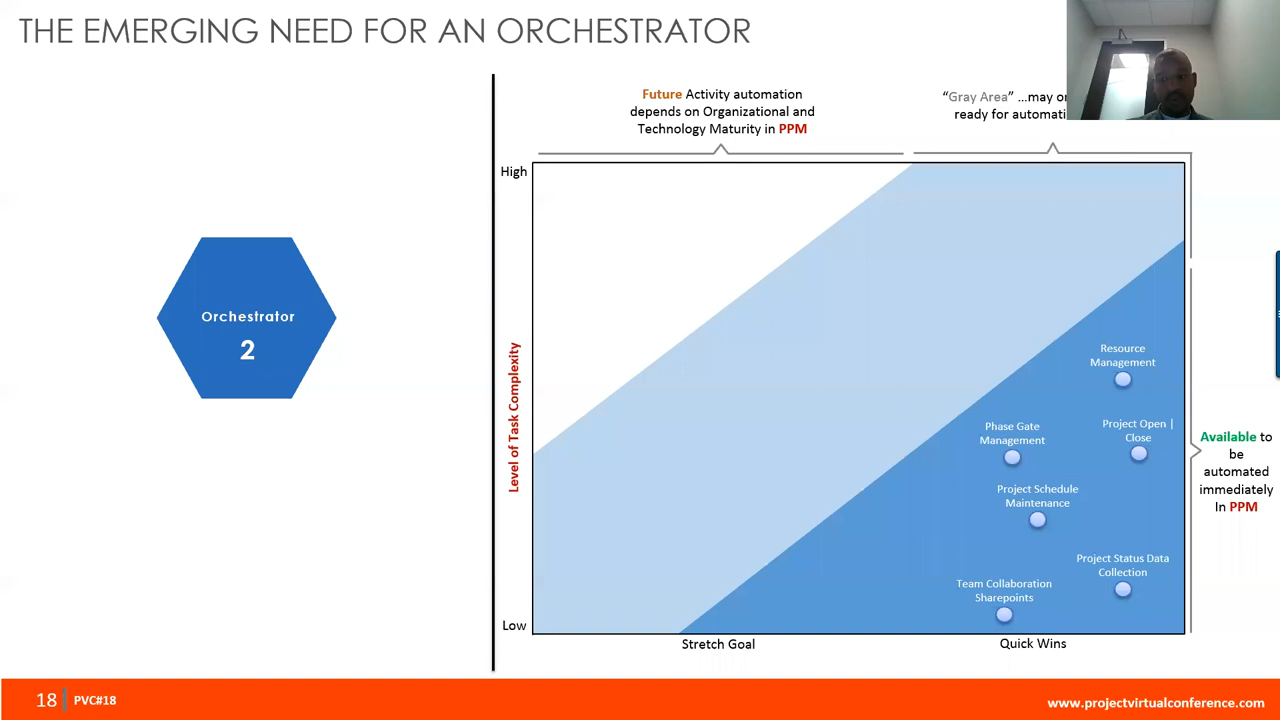 THE EMERGING NEED FOR AN ORCHESTRATOR
Orchestrator
2
Future Activity automation
depends on Organizational and
Technology Maturity in PPM
“Gray Area” ...may
ready for
High
Level of Task Complexity
Low
Resource
Management
Phase Gate
Management
Project Open |
Close
Project Schedule
Maintenance
Project Status Data
Collection
Team Collaboration
Sharepoints
Stretch Goal
Quick Wins
Available to
be
automated
immediately
In PPM
18
PVC#18
www.projectvirtualconference.com